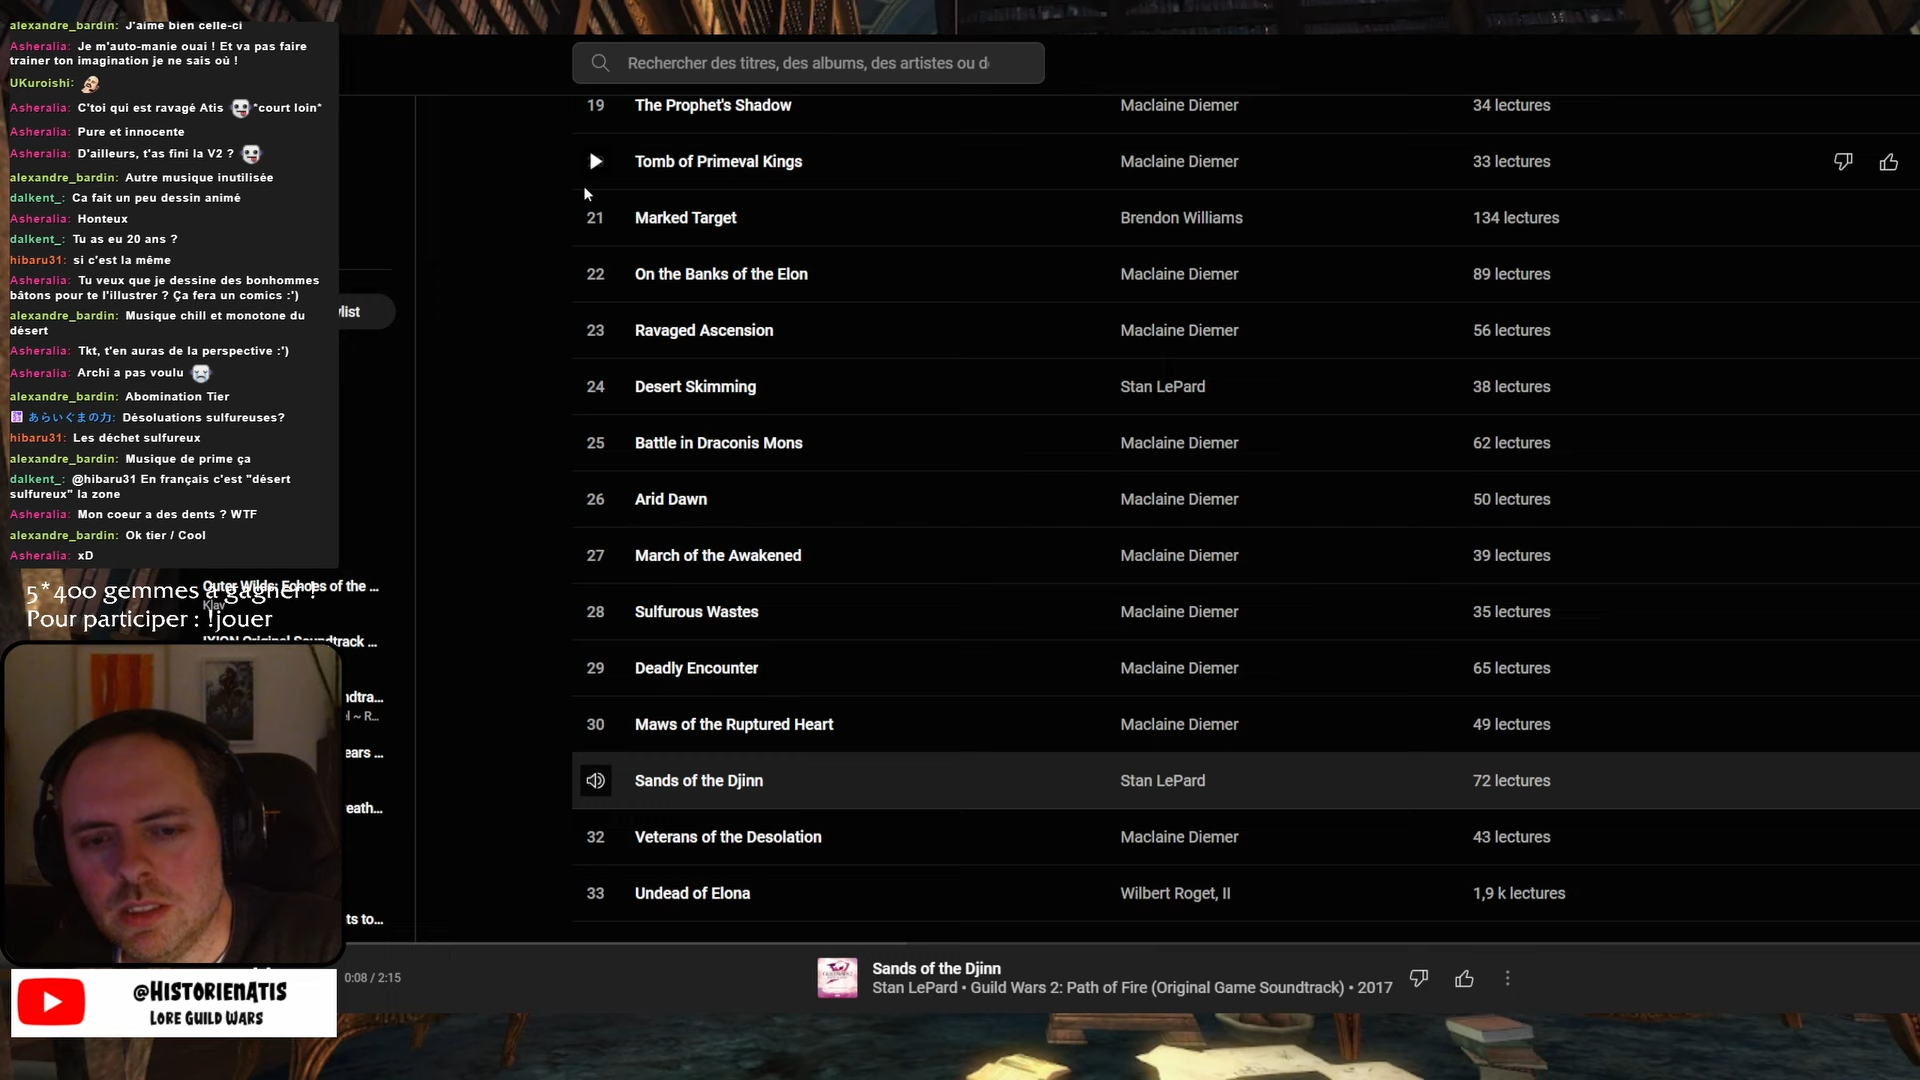 alexandre_bardin: J'aime bien celle-ci
Asheralia: Je m'auto-manie ouai ! Et va pas faire
trainer ton imagination je ne sais où !
UKuroishi:
Asheralia: C'toi qui est ravagé Atis *court loin*
Asheralia: Pure et innocente
Asheralia: D'ailleurs, t'as fini la V2 ?
alexandre_bardin: Autre musique inutilisée
dalkent_: Ca fait un peu dessin animé
Asheralia: Honteux
dalkent_: Tu as eu 20 ans ?
hibaru31: si c'est la même
Asheralia: Tu veux que je dessine des bonhommes
bâtons pour te l'illustrer ? Ça fera un comics :')
alexandre_bardin: Musique chill et monotone du
désert
Asheralia: Tkt, t'en auras de la perspective :')
Asheralia: Archi a pas voulu
alexandre_bardin: Abomination Tier
あらいぐまの力: Désoluations sulfureuses?
hibaru31: Les déchet sulfureux
alexandre_bardin: Musique de prime ça
dalkent_: @hibaru31 En français c'est "désert
sulfureux" la zone
Asheralia: Mon coeur a des dents ? WTF
alexandre_bardin: Ok tier / Cool
Asheralia: xD
ylist
Outer Wilds: Echoes of the ...
Klav
5*400 gemmes à gagner !
Pour participer : !jouer
IXION Original Soundtrack ...
ndtra...
l ~ R...
ears ...
eath...
ts to...
@HistorienAtis
Lore Guild Wars
Rechercher des titres, des albums, des artistes ou d
19 The Prophet's Shadow Maclaine Diemer 34 lectures
Tomb of Primeval Kings Maclaine Diemer 33 lectures
21 Marked Target Brendon Williams 134 lectures
22 On the Banks of the Elon Maclaine Diemer 89 lectures
23 Ravaged Ascension Maclaine Diemer 56 lectures
24 Desert Skimming Stan LePard 38 lectures
25 Battle in Draconis Mons Maclaine Diemer 62 lectures
26 Arid Dawn Maclaine Diemer 50 lectures
27 March of the Awakened Maclaine Diemer 39 lectures
28 Sulfurous Wastes Maclaine Diemer 35 lectures
29 Deadly Encounter Maclaine Diemer 65 lectures
30 Maws of the Ruptured Heart Maclaine Diemer 49 lectures
Sands of the Djinn Stan LePard 72 lectures
32 Veterans of the Desolation Maclaine Diemer 43 lectures
33 Undead of Elona Wilbert Roget, II 1,9 k lectures
0:08 / 2:15
Sands of the Djinn
Stan LePard • Guild Wars 2: Path of Fire (Original Game Soundtrack) • 2017